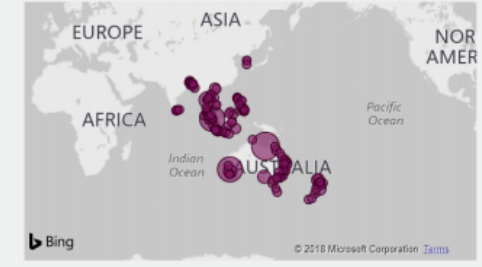 ASIA
EUROPE
NOR
AMER
Pacific
Ocean
AFRICA
Indian
Ocean
AUSTRALIA
Bing
© 2018 Microsoft Corporation Terms